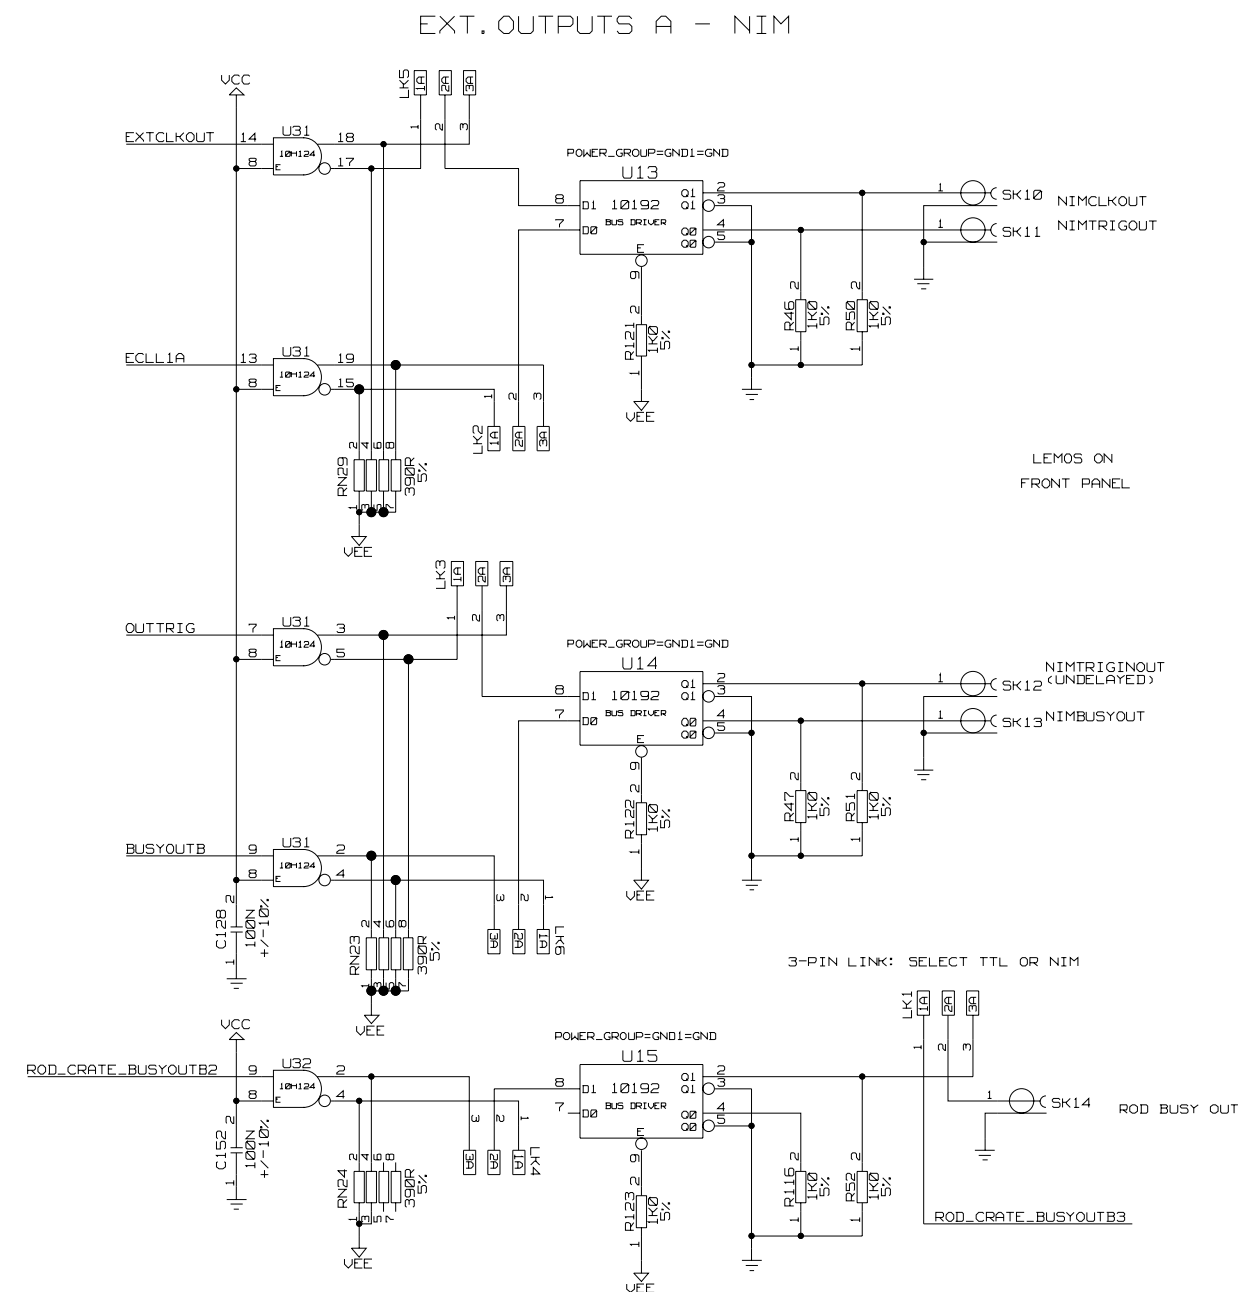 EXT. OUTPUTS A - NIM
VCC
LK5
1A
2A
3A
1
2
3
EXTCLKOUT
14
U31
10H124
18
8
E
17
POWER_GROUP=GND1=GND
U13
8
D1
10192
BUS DRIVER
7
D0
Q1
2
Q1
3
Q0
4
Q0
5
E
9
1
SK10
NIMCLKOUT
1
SK11
NIMTRIGOUT
2
R121
1K0
5%
1
VEE
2
R46
1K0
5%
1
2
R50
1K0
5%
1
ECLL1A
13
U31
10H124
19
8
E
15
1
2
3
LK2
1A
2A
3A
2
4
6
8
RN29
390R
5%
1
3
5
7
VEE
LEMOS ON
FRONT PANEL
LK3
1A
2A
3A
1
2
3
OUTTRIG
7
U31
10H124
3
8
E
5
POWER_GROUP=GND1=GND
U14
8
D1
10192
BUS DRIVER
7
D0
Q1
2
Q1
3
Q0
4
Q0
5
E
9
1
SK12
NIMTRIGINOUT
(UNDELAYED)
1
SK13
NIMBUSYOUT
2
R122
1K0
5%
1
VEE
2
R47
1K0
5%
1
2
R51
1K0
5%
1
BUSYOUTB
9
U31
10H124
2
8
E
4
3
2
1
3A
2A
1A
LK6
2
C128
100N
+/-10%
1
2
4
6
8
RN23
390R
5%
1
3
5
7
VEE
3-PIN LINK: SELECT TTL OR NIM
LK1
1A
2A
3A
1
2
3
VCC
ROD_CRATE_BUSYOUTB2
9
U32
10H124
2
8
E
4
3
2
1
3A
2A
1A
LK4
POWER_GROUP=GND1=GND
U15
8
D1
10192
BUS DRIVER
7
D0
Q1
2
Q1
3
Q0
4
Q0
5
E
9
1
SK14
ROD BUSY OUT
2
C152
100N
+/-10%
1
2
4
6
8
RN24
390R
5%
1
3
5
7
VEE
2
R123
1K0
5%
1
VEE
2
R116
1K0
5%
1
2
R52
1K0
5%
1
ROD_CRATE_BUSYOUTB3